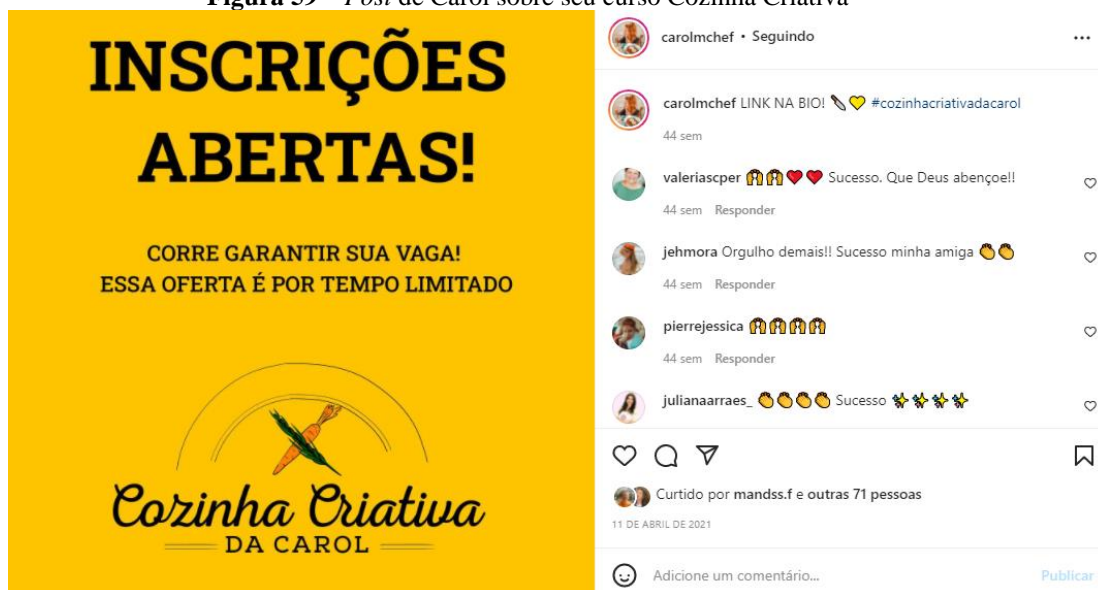 Figura 59 – Post de Carol sobre seu curso Cozinha Criativa
INSCRIÇÕES
ABERTAS!
CORRE GARANTIR SUA VAGA!
ESSA OFERTA É POR TEMPO LIMITADO
Cozinha Criativa
DA CAROL
carolmchef • Seguindo
carolmchef LINK NA BIO! 🔪💛 #cozinhacriativadacarol
44 sem
valeriascper 🙌🙌❤️❤️ Sucesso. Que Deus abençoe!!
44 sem Responder
jehmora Orgulho demais!! Sucesso minha amiga 👏👏
44 sem Responder
pierrejessica 🙌🙌🙌🙌
44 sem Responder
julianaarraes_ 👏👏👏👏 Sucesso ✨✨✨✨
Curtido por mandss.f e outras 71 pessoas
11 DE ABRIL DE 2021
Adicione um comentário... Publicar